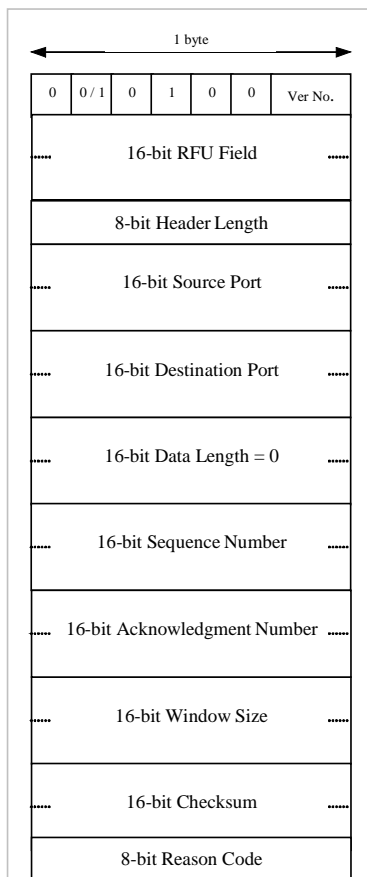 1 byte
0 0 / 1 0 1 0 0 Ver No.
16-bit RFU Field
8-bit Header Length
16-bit Source Port
16-bit Destination Port
16-bit Data Length = 0
16-bit Sequence Number
16-bit Acknowledgment Number
16-bit Window Size
16-bit Checksum
8-bit Reason Code